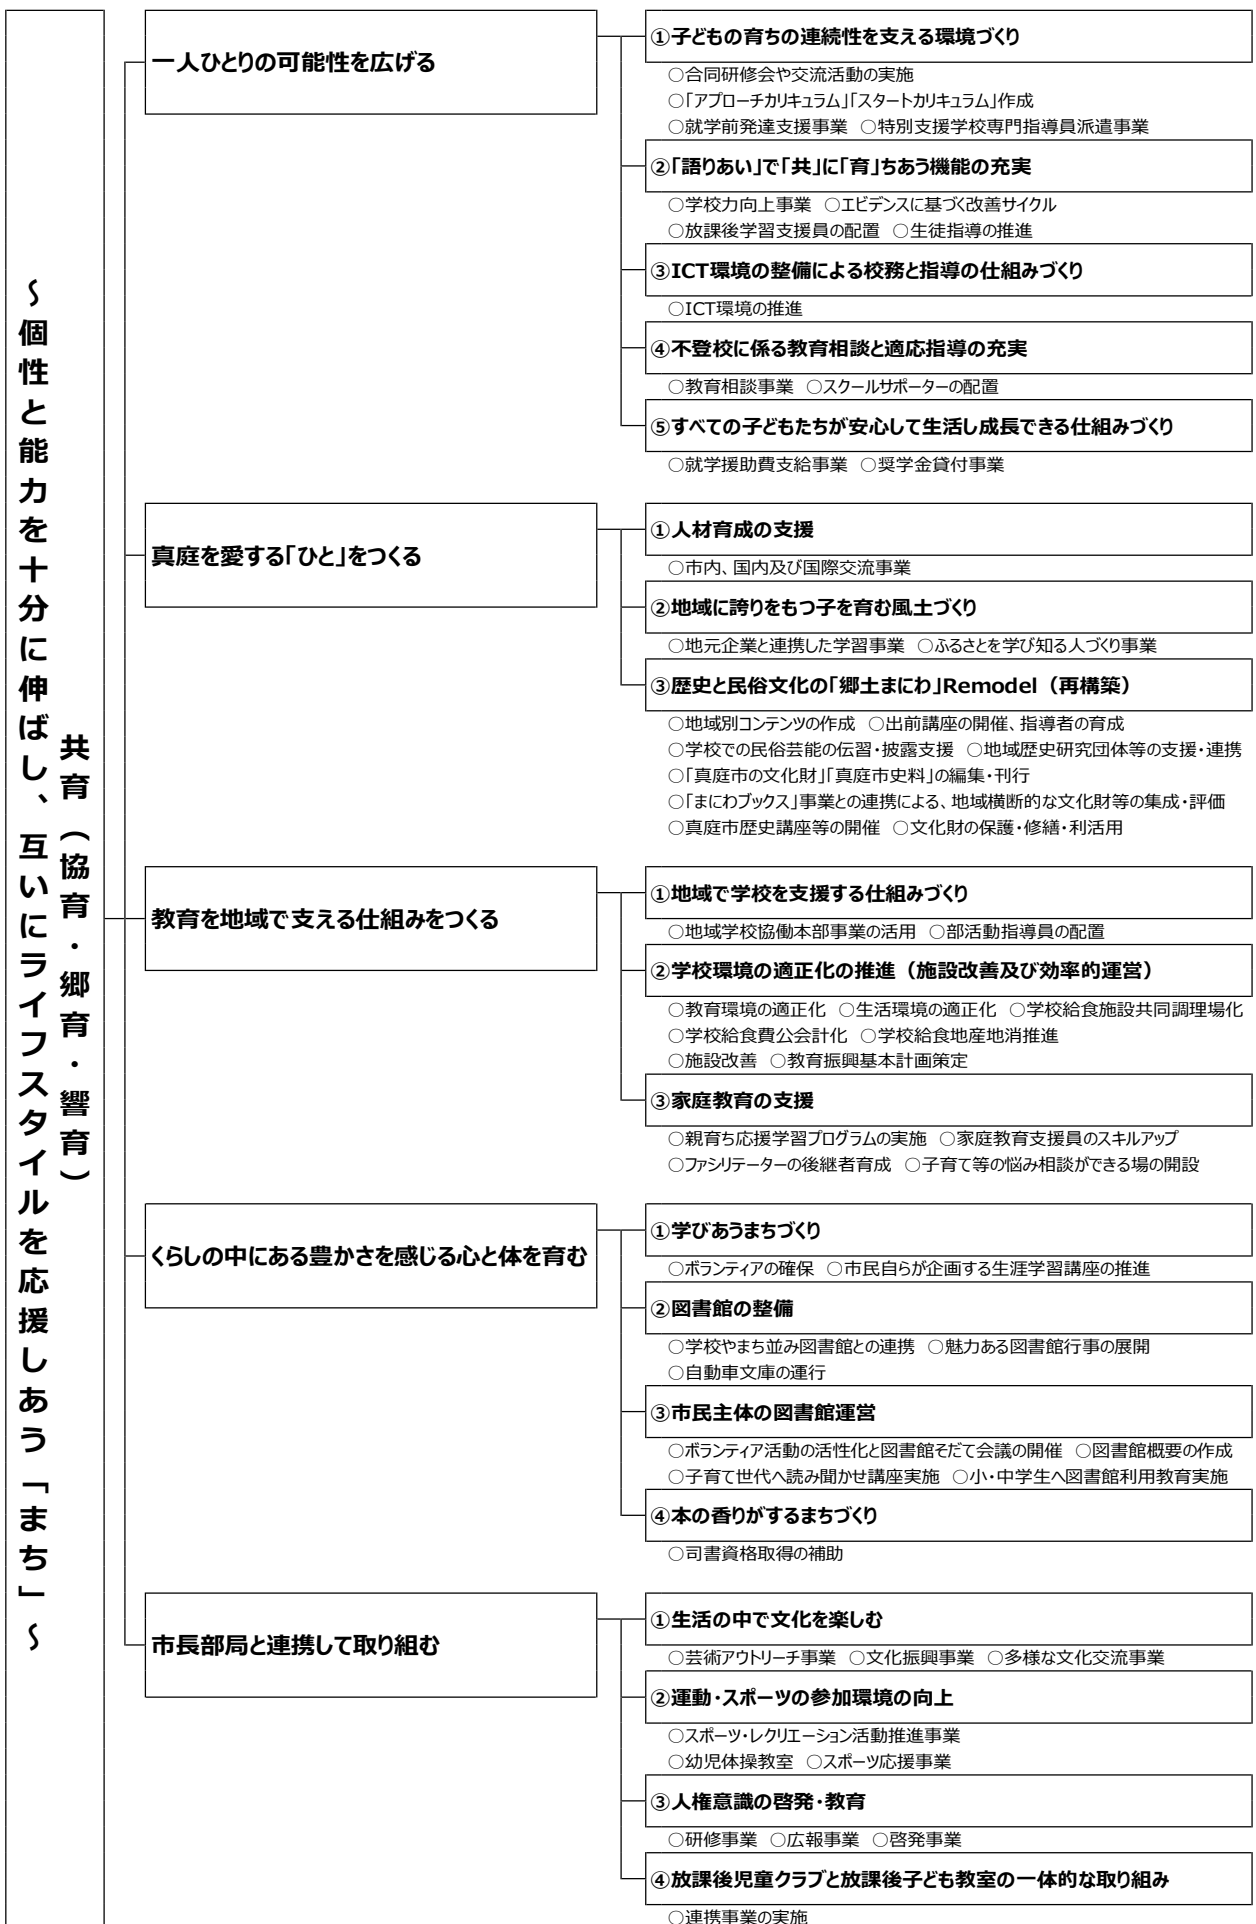 共育（協育・郷育・響育）
～個性と能力を十分に伸ばし、互いにライフスタイルを応援しあう「まち」～
一人ひとりの可能性を広げる
①子どもの育ちの連続性を支える環境づくり
○合同研修会や交流活動の実施
○「アプローチカリキュラム」「スタートカリキュラム」作成
○就学前発達支援事業 ○特別支援学校専門指導員派遣事業
②「語りあい」で「共」に「育」ちあう機能の充実
○学校力向上事業 ○エビデンスに基づく改善サイクル
○放課後学習支援員の配置 ○生徒指導の推進
③ICT環境の整備による校務と指導の仕組みづくり
○ICT環境の推進
④不登校に係る教育相談と適応指導の充実
○教育相談事業 ○スクールサポーターの配置
⑤すべての子どもたちが安心して生活し成長できる仕組みづくり
○就学援助費支給事業 ○奨学金貸付事業
真庭を愛する「ひと」をつくる
①人材育成の支援
○市内、国内及び国際交流事業
②地域に誇りをもつ子を育む風土づくり
○地元企業と連携した学習事業 ○ふるさとを学び知る人づくり事業
③歴史と民俗文化の「郷土まにわ」Remodel（再構築）
○地域別コンテンツの作成 ○出前講座の開催、指導者の育成
○学校での民俗芸能の伝習・披露支援 ○地域歴史研究団体等の支援・連携
○「真庭市の文化財」「真庭市史料」の編集・刊行
○「まにわブックス」事業との連携による、地域横断的な文化財等の集成・評価
○真庭市歴史講座等の開催 ○文化財の保護・修繕・利活用
教育を地域で支える仕組みをつくる
①地域で学校を支援する仕組みづくり
○地域学校協働本部事業の活用 ○部活動指導員の配置
②学校環境の適正化の推進（施設改善及び効率的運営）
○教育環境の適正化 ○生活環境の適正化 ○学校給食施設共同調理場化
○学校給食費公会計化 ○学校給食地産地消推進
○施設改善 ○教育振興基本計画策定
③家庭教育の支援
○親育ち応援学習プログラムの実施 ○家庭教育支援員のスキルアップ
○ファシリテーターの後継者育成 ○子育て等の悩み相談ができる場の開設
くらしの中にある豊かさを感じる心と体を育む
①学びあうまちづくり
○ボランティアの確保 ○市民自らが企画する生涯学習講座の推進
②図書館の整備
○学校やまち並み図書館との連携 ○魅力ある図書館行事の展開
○自動車文庫の運行
③市民主体の図書館運営
○ボランティア活動の活性化と図書館そだて会議の開催 ○図書館概要の作成
○子育て世代へ読み聞かせ講座実施 ○小・中学生へ図書館利用教育実施
④本の香りがするまちづくり
○司書資格取得の補助
市長部局と連携して取り組む
①生活の中で文化を楽しむ
○芸術アウトリーチ事業 ○文化振興事業 ○多様な文化交流事業
②運動・スポーツの参加環境の向上
○スポーツ・レクリエーション活動推進事業
○幼児体操教室 ○スポーツ応援事業
③人権意識の啓発・教育
○研修事業 ○広報事業 ○啓発事業
④放課後児童クラブと放課後子ども教室の一体的な取り組み
○連携事業の実施